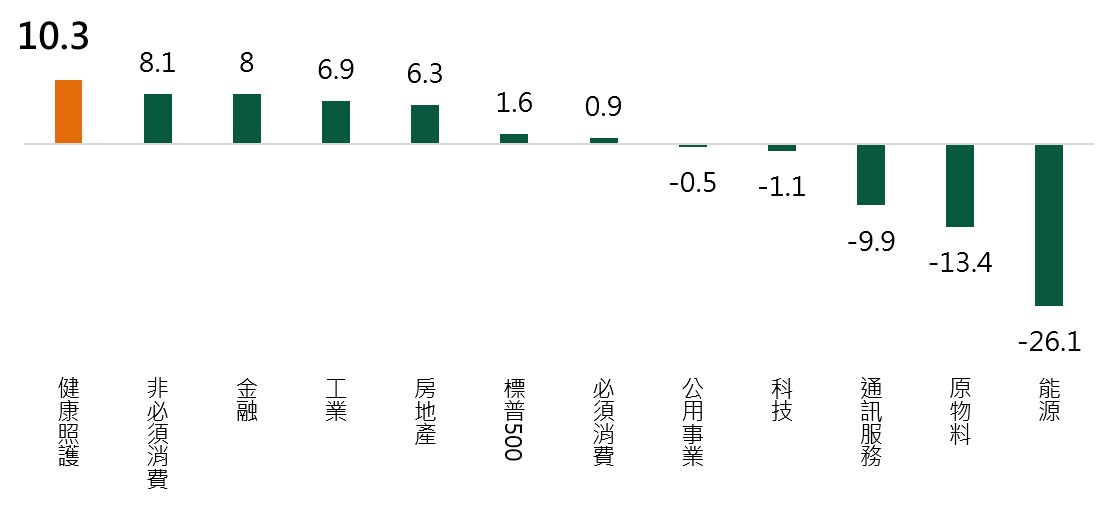 10.3
8.1
8
6.9
6.3
1.6
0.9
-0.5
-1.1
-9.9
-13.4
-26.1
健康照護
非必須消費
金融
工業
房地產
標普500
必須消費
公用事業
科技
通訊服務
原物料
能源